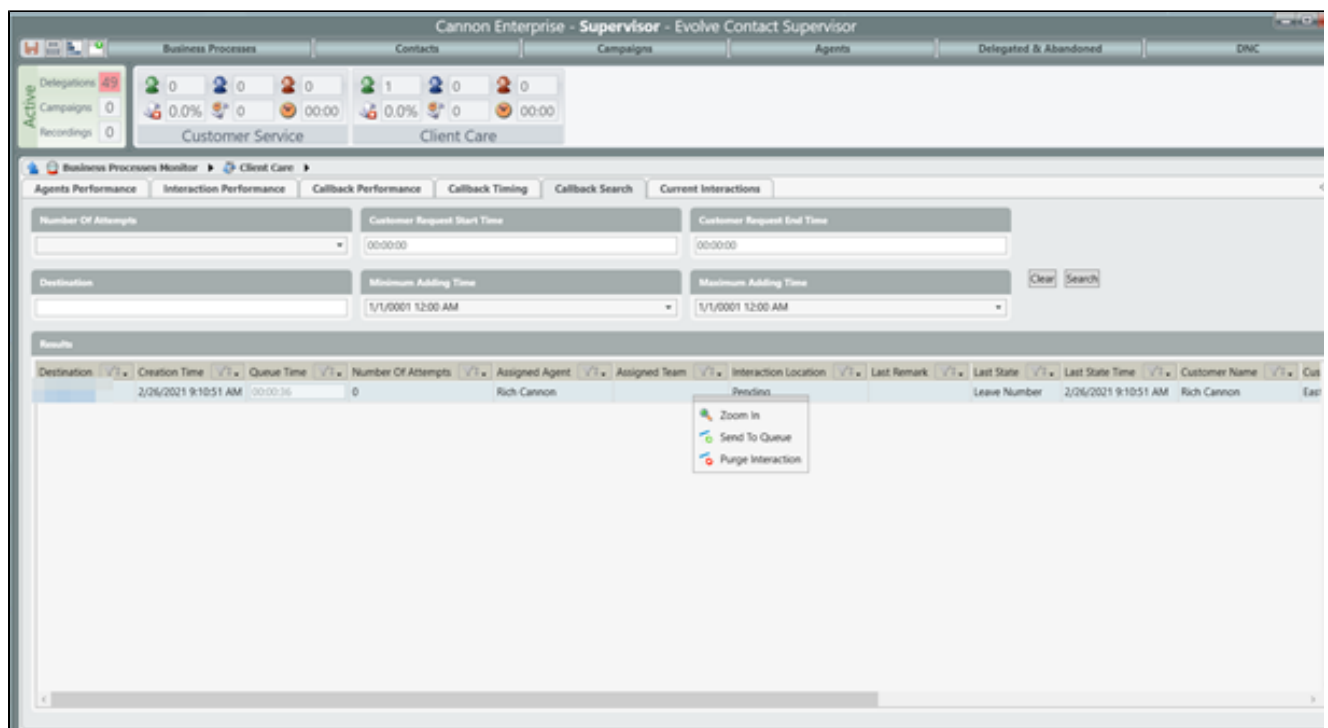 Cannon Enterprise - Supervisor - Evolve Contact Supervisor
Business Processes Contacts Campaigns Agents Delegated & Abandoned DNC
Active
Delegations 49
Campaigns 0
Recordings 0
0 0 0
0.0% 0 00:00
Customer Service
1 0 0
0.0% 0 00:00
Client Care
Business Processes Monitor Client Care
Agents Performance Interaction Performance Callback Performance Callback Timing Callback Search Current Interactions
Number Of Attempts Customer Request Start Time Customer Request End Time
00:00:00 00:00:00
Destination Minimum Adding Time Maximum Adding Time
Clear Search
1/1/0001 12:00 AM 1/1/0001 12:00 AM
Results
Destination Creation Time Queue Time Number Of Attempts Assigned Agent Assigned Team Interaction Location Last Remark Last State Last State Time Customer Name Cus
2/26/2021 9:10:51 AM 00:00:36 0 Rich Cannon Pending Leave Number 2/26/2021 9:10:51 AM Rich Cannon East
Zoom In
Send To Queue
Purge Interaction